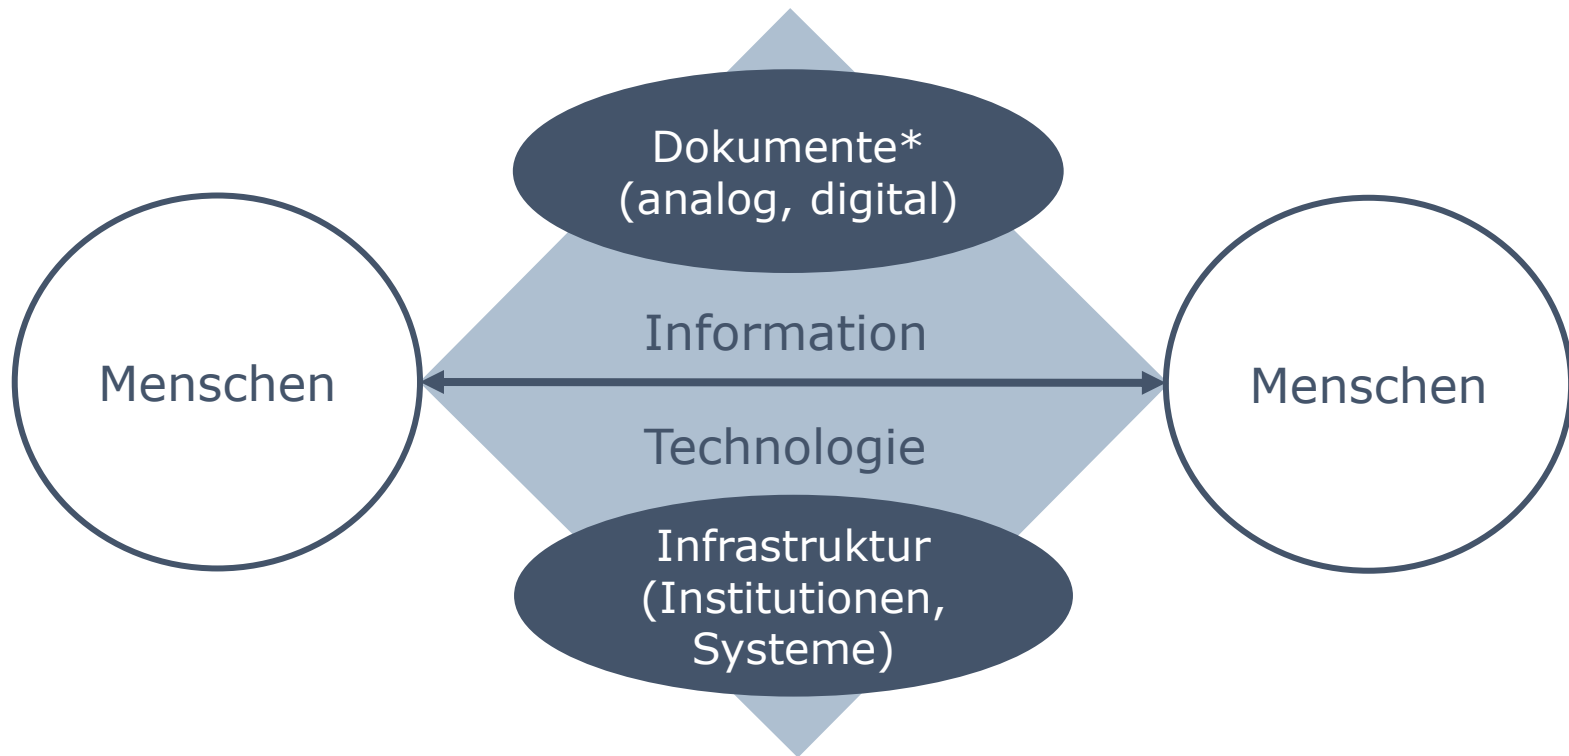 Dokumente*
(analog, digital)
Menschen
Information
Technologie
Menschen
Infrastruktur
(Institutionen,
Systeme)